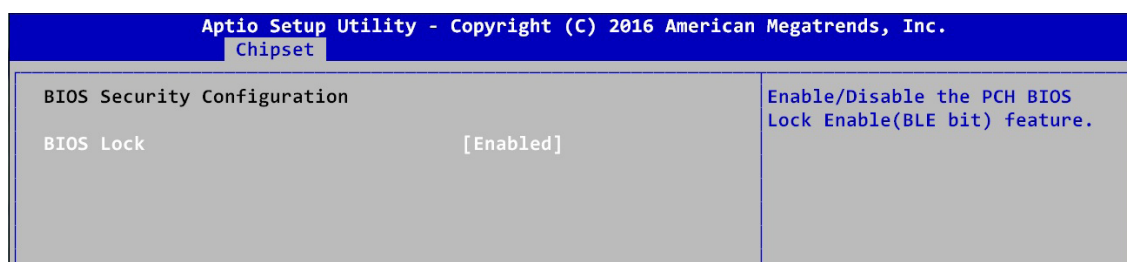 Aptio Setup Utility - Copyright (C) 2016 American Megatrends, Inc.
Chipset
BIOS Security Configuration
BIOS Lock [Enabled]
Enable/Disable the PCH BIOS
Lock Enable(BLE bit) feature.